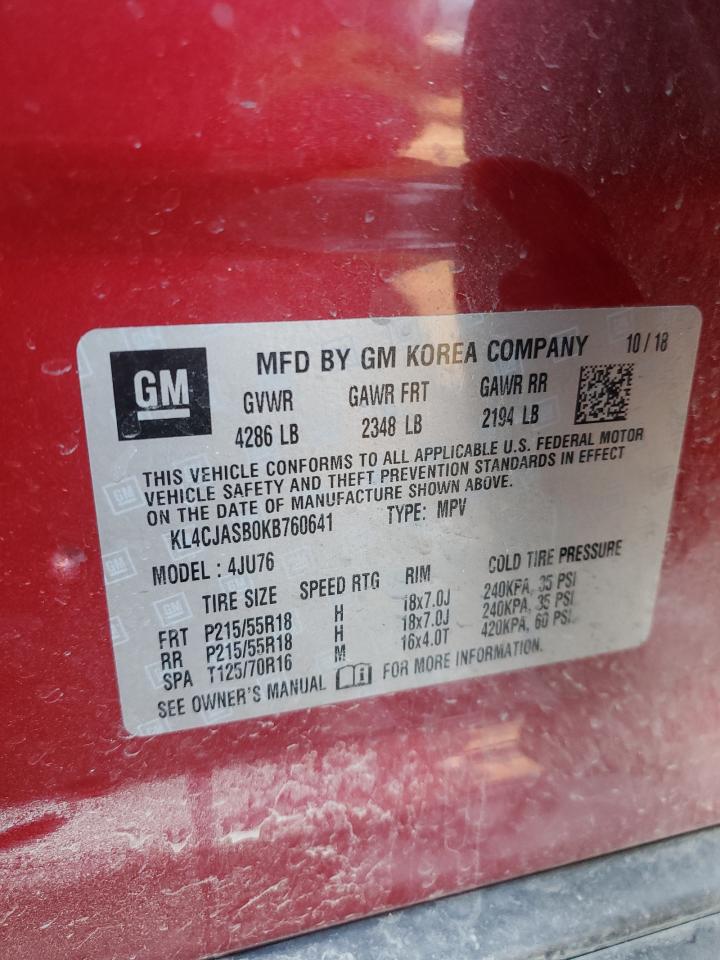 GM
MFD BY GM KOREA COMPANY 10 / 18
GVWR GAWR FRT GAWR RR
4286 LB 2348 LB 2194 LB
THIS VEHICLE CONFORMS TO ALL APPLICABLE U.S. FEDERAL MOTOR
VEHICLE SAFETY AND THEFT PREVENTION STANDARDS IN EFFECT
ON THE DATE OF MANUFACTURE SHOWN ABOVE.
KL4CJASB0KB760641 TYPE: MPV
MODEL : 4JU76
TIRE SIZE SPEED RTG RIM COLD TIRE PRESSURE
FRT P215/55R18 H 18x7.0J 240KPA, 35 PSI
RR P215/55R18 H 18x7.0J 240KPA, 35 PSI
SPA T125/70R16 M 16x4.0T 420KPA, 60 PSI
SEE OWNER'S MANUAL FOR MORE INFORMATION.